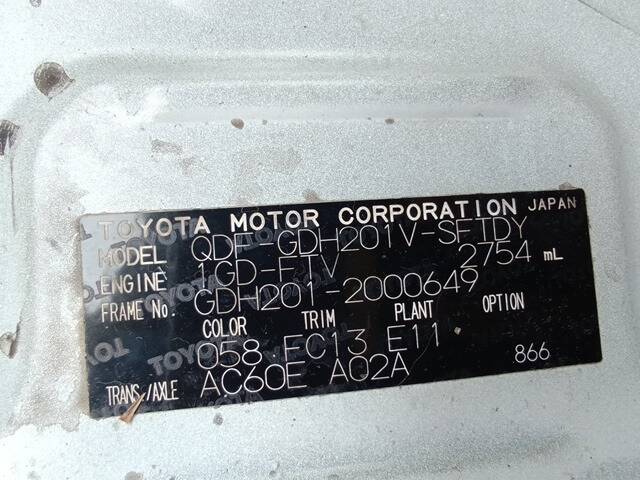 TOYOTA MOTOR CORPORATION JAPAN
MODEL QDF-GDH201V-SFTDY
ENGINE 1GD-FTV 2754 mL
FRAME No. GDH201-2000649
COLOR TRIM PLANT OPTION
058 FC13 E11
TRANS/AXLE AC60E A02A 866